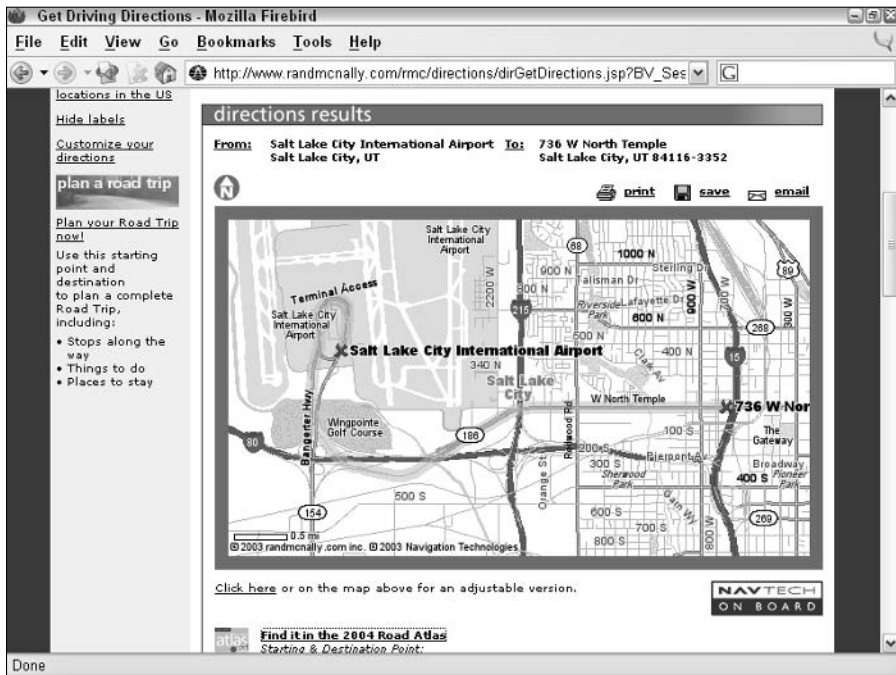 Get Driving Directions - Mozilla Firebird
File Edit View Go Bookmarks Tools Help
http://www.randmcnally.com/rmc/directions/dirGetDirections.jsp?BV_Ses
G
locations in the US
Hide labels
Customize your
directions
plan a road trip
Plan your Road Trip
now!
Use this starting
point and
destination
to plan a complete
Road Trip,
including:
• Stops along the
way
• Things to do
• Places to stay
directions results
From: Salt Lake City International Airport To: 736 W North Temple
Salt Lake City, UT Salt Lake City, UT 84116-3352
N
print save email
Salt Lake City
International
Airport
68
1000 N
89
Sterling Dr
900 N
Talisman Dr
2200 W
800 N
900 W
700 W
300 W
Terminal Access
Riverside
Park
Lafayette Dr
600 N
215
Salt Lake City
International
Airport
268
500 N
Salt Lake City International Airport
400 N
15
340 N
Clark Av
Salt Lake
City
W North Temple
736 W Nor
Bangerter Hwy
Wingpointe
Golf Course
186
Redwood Rd
100 S
The
Gateway
80
200 S
Pierpont Av
300 S
Broadway
Sherwood
Park
400 S
Pioneer
Park
Orange St
500 S
Gain Wy
154
600 S
700 S
800 W
269
800 S
0.5 mi
© 2003 randmcnally.com inc. © 2003 Navigation Technologies
Click here or on the map above for an adjustable version.
NAVTECH
ON BOARD
atlas
Find it in the 2004 Road Atlas
Starting & Destination Point:
Done